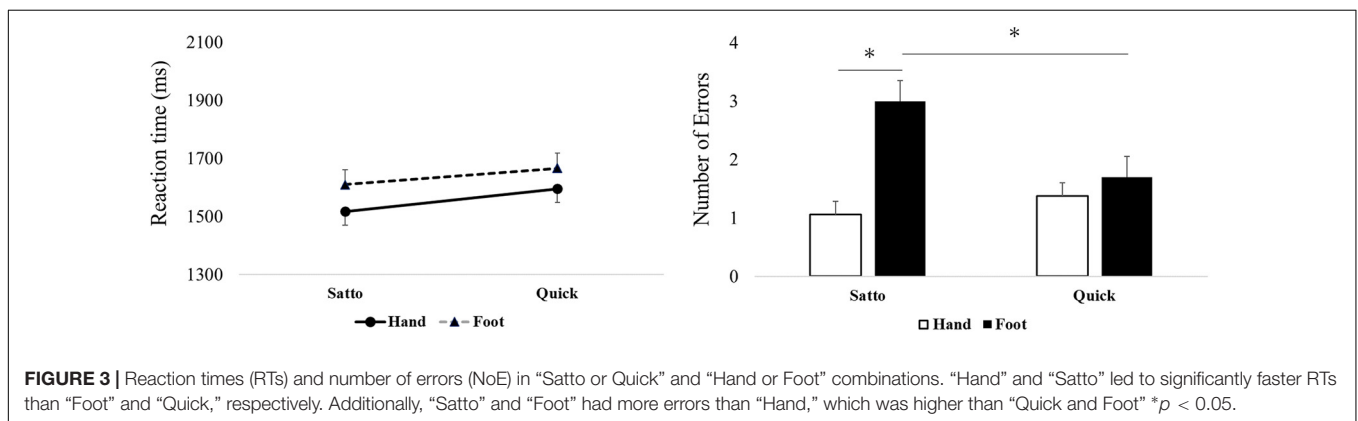 2100
1900
1700
1500
1300
Reaction time (ms)
Satto Quick
Hand Foot
4
3
2
1
0
Number of Errors
*
*
Satto Quick
Hand Foot
FIGURE 3 | Reaction times (RTs) and number of errors (NoE) in “Satto or Quick” and “Hand or Foot” combinations. “Hand” and “Satto” led to significantly faster RTs
than “Foot” and “Quick,” respectively. Additionally, “Satto” and “Foot” had more errors than “Hand,” which was higher than “Quick and Foot” *p < 0.05.